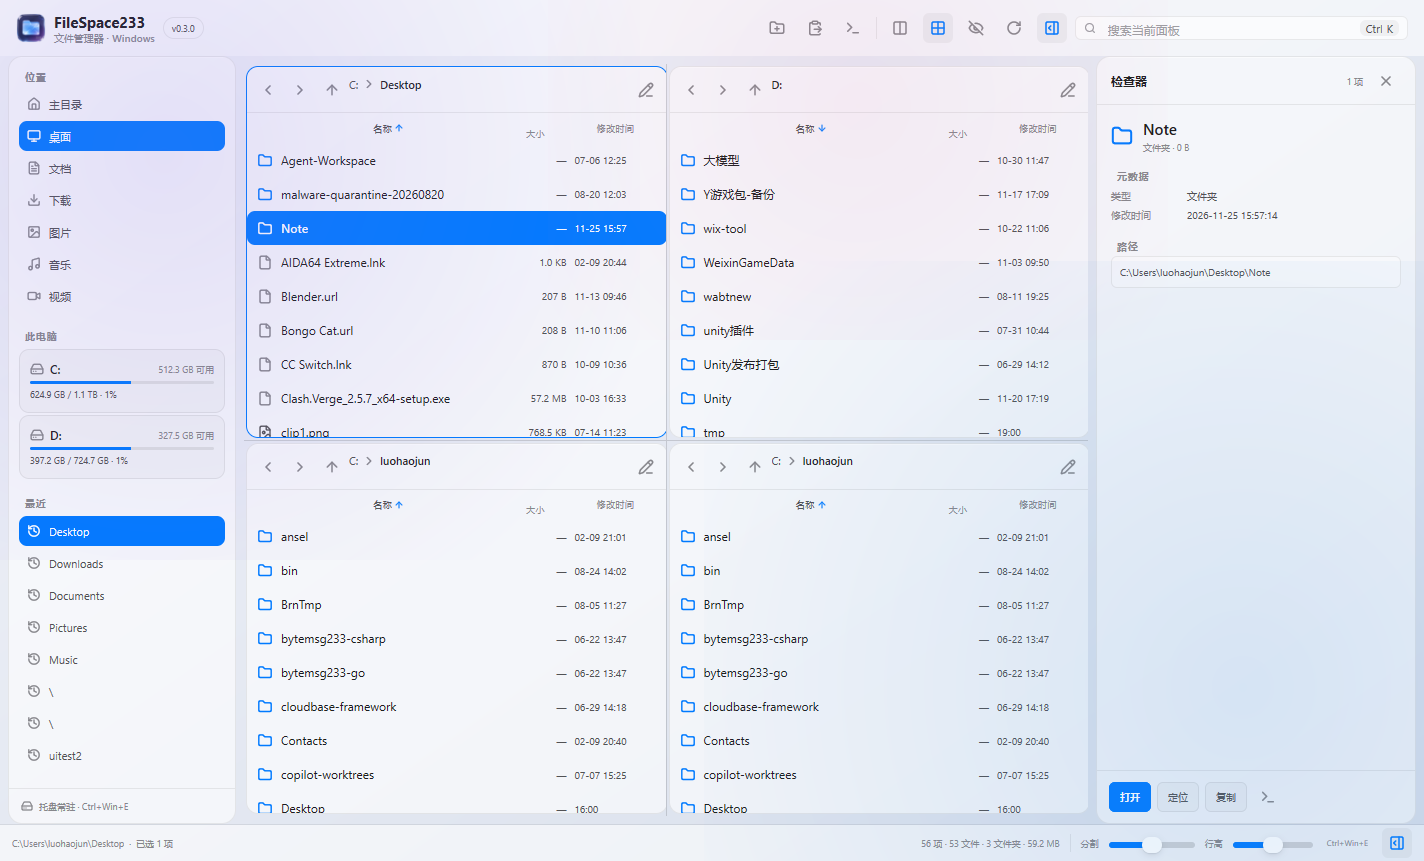 FileSpace233
文件管理器 · Windows
v0.3.0
搜索当前面板
Ctrl K
位置
主目录
桌面
文档
下载
图片
音乐
视频
此电脑
C:
512.3 GB 可用
624.9 GB / 1.1 TB · 1%
D:
327.5 GB 可用
397.2 GB / 724.7 GB · 1%
最近
Desktop
Downloads
Documents
Pictures
Music
\
\
uitest2
托盘常驻 · Ctrl+Win+E
C: Desktop
名称 大小 修改时间
Agent-Workspace — 07-06 12:25
malware-quarantine-20260820 — 08-20 12:03
Note — 11-25 15:57
AIDA64 Extreme.lnk 1.0 KB 02-09 20:44
Blender.url 207 B 11-13 09:46
Bongo Cat.url 208 B 11-10 11:06
CC Switch.lnk 870 B 10-09 10:36
Clash.Verge_2.5.7_x64-setup.exe 57.2 MB 10-03 16:33
clip1.png 768.5 KB 07-14 11:23
D:
名称 大小 修改时间
大模型 — 10-30 11:47
Y游戏包-备份 — 11-17 17:09
wix-tool — 10-22 11:06
WeixinGameData — 11-03 09:50
wabtnew — 08-11 19:25
unity插件 — 07-31 10:44
Unity发布打包 — 06-29 14:12
Unity — 11-20 17:19
tmp — 19:00
C: luohaojun
名称 大小 修改时间
ansel — 02-09 21:01
bin — 08-24 14:02
BrnTmp — 08-05 11:27
bytemsg233-csharp — 06-22 13:47
bytemsg233-go — 06-22 13:47
cloudbase-framework — 06-29 14:18
Contacts — 02-09 20:40
copilot-worktrees — 07-07 15:25
Desktop — 16:00
C: luohaojun
名称 大小 修改时间
ansel — 02-09 21:01
bin — 08-24 14:02
BrnTmp — 08-05 11:27
bytemsg233-csharp — 06-22 13:47
bytemsg233-go — 06-22 13:47
cloudbase-framework — 06-29 14:18
Contacts — 02-09 20:40
copilot-worktrees — 07-07 15:25
Desktop — 16:00
检查器 1 项
Note
文件夹 · 0 B
元数据
类型 文件夹
修改时间 2026-11-25 15:57:14
路径
C:\Users\luohaojun\Desktop\Note
打开 定位 复制
C:\Users\luohaojun\Desktop · 已选 1 项
56 项 · 53 文件 · 3 文件夹 · 59.2 MB 分割 行高 Ctrl+Win+E